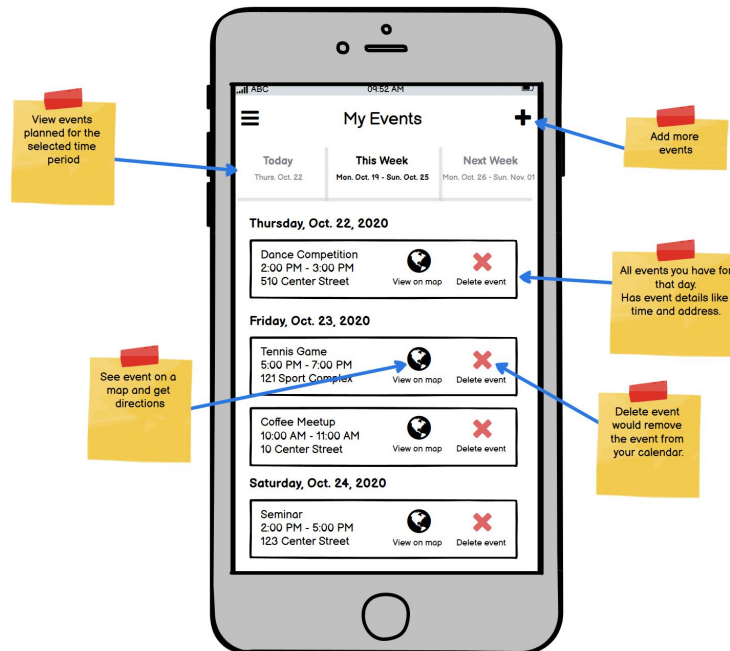 ABC 09:52 AM
My Events
Today
Thurs. Oct. 22
This Week
Mon. Oct. 19 - Sun. Oct. 25
Next Week
Mon. Oct. 26 - Sun. Nov. 01
Thursday, Oct. 22, 2020
Dance Competition
2:00 PM - 3:00 PM
510 Center Street
View on map
Delete event
Friday, Oct. 23, 2020
Tennis Game
5:00 PM - 7:00 PM
121 Sport Complex
View on map
Delete event
Coffee Meetup
10:00 AM - 11:00 AM
10 Center Street
View on map
Delete event
Saturday, Oct. 24, 2020
Seminar
2:00 PM - 5:00 PM
123 Center Street
View on map
Delete event
View events
planned for the
selected time
period
Add more
events
All events you have for
that day.
Has event details like
time and address.
See event on a
map and get
directions
Delete event
would remove
the event from
your calendar.